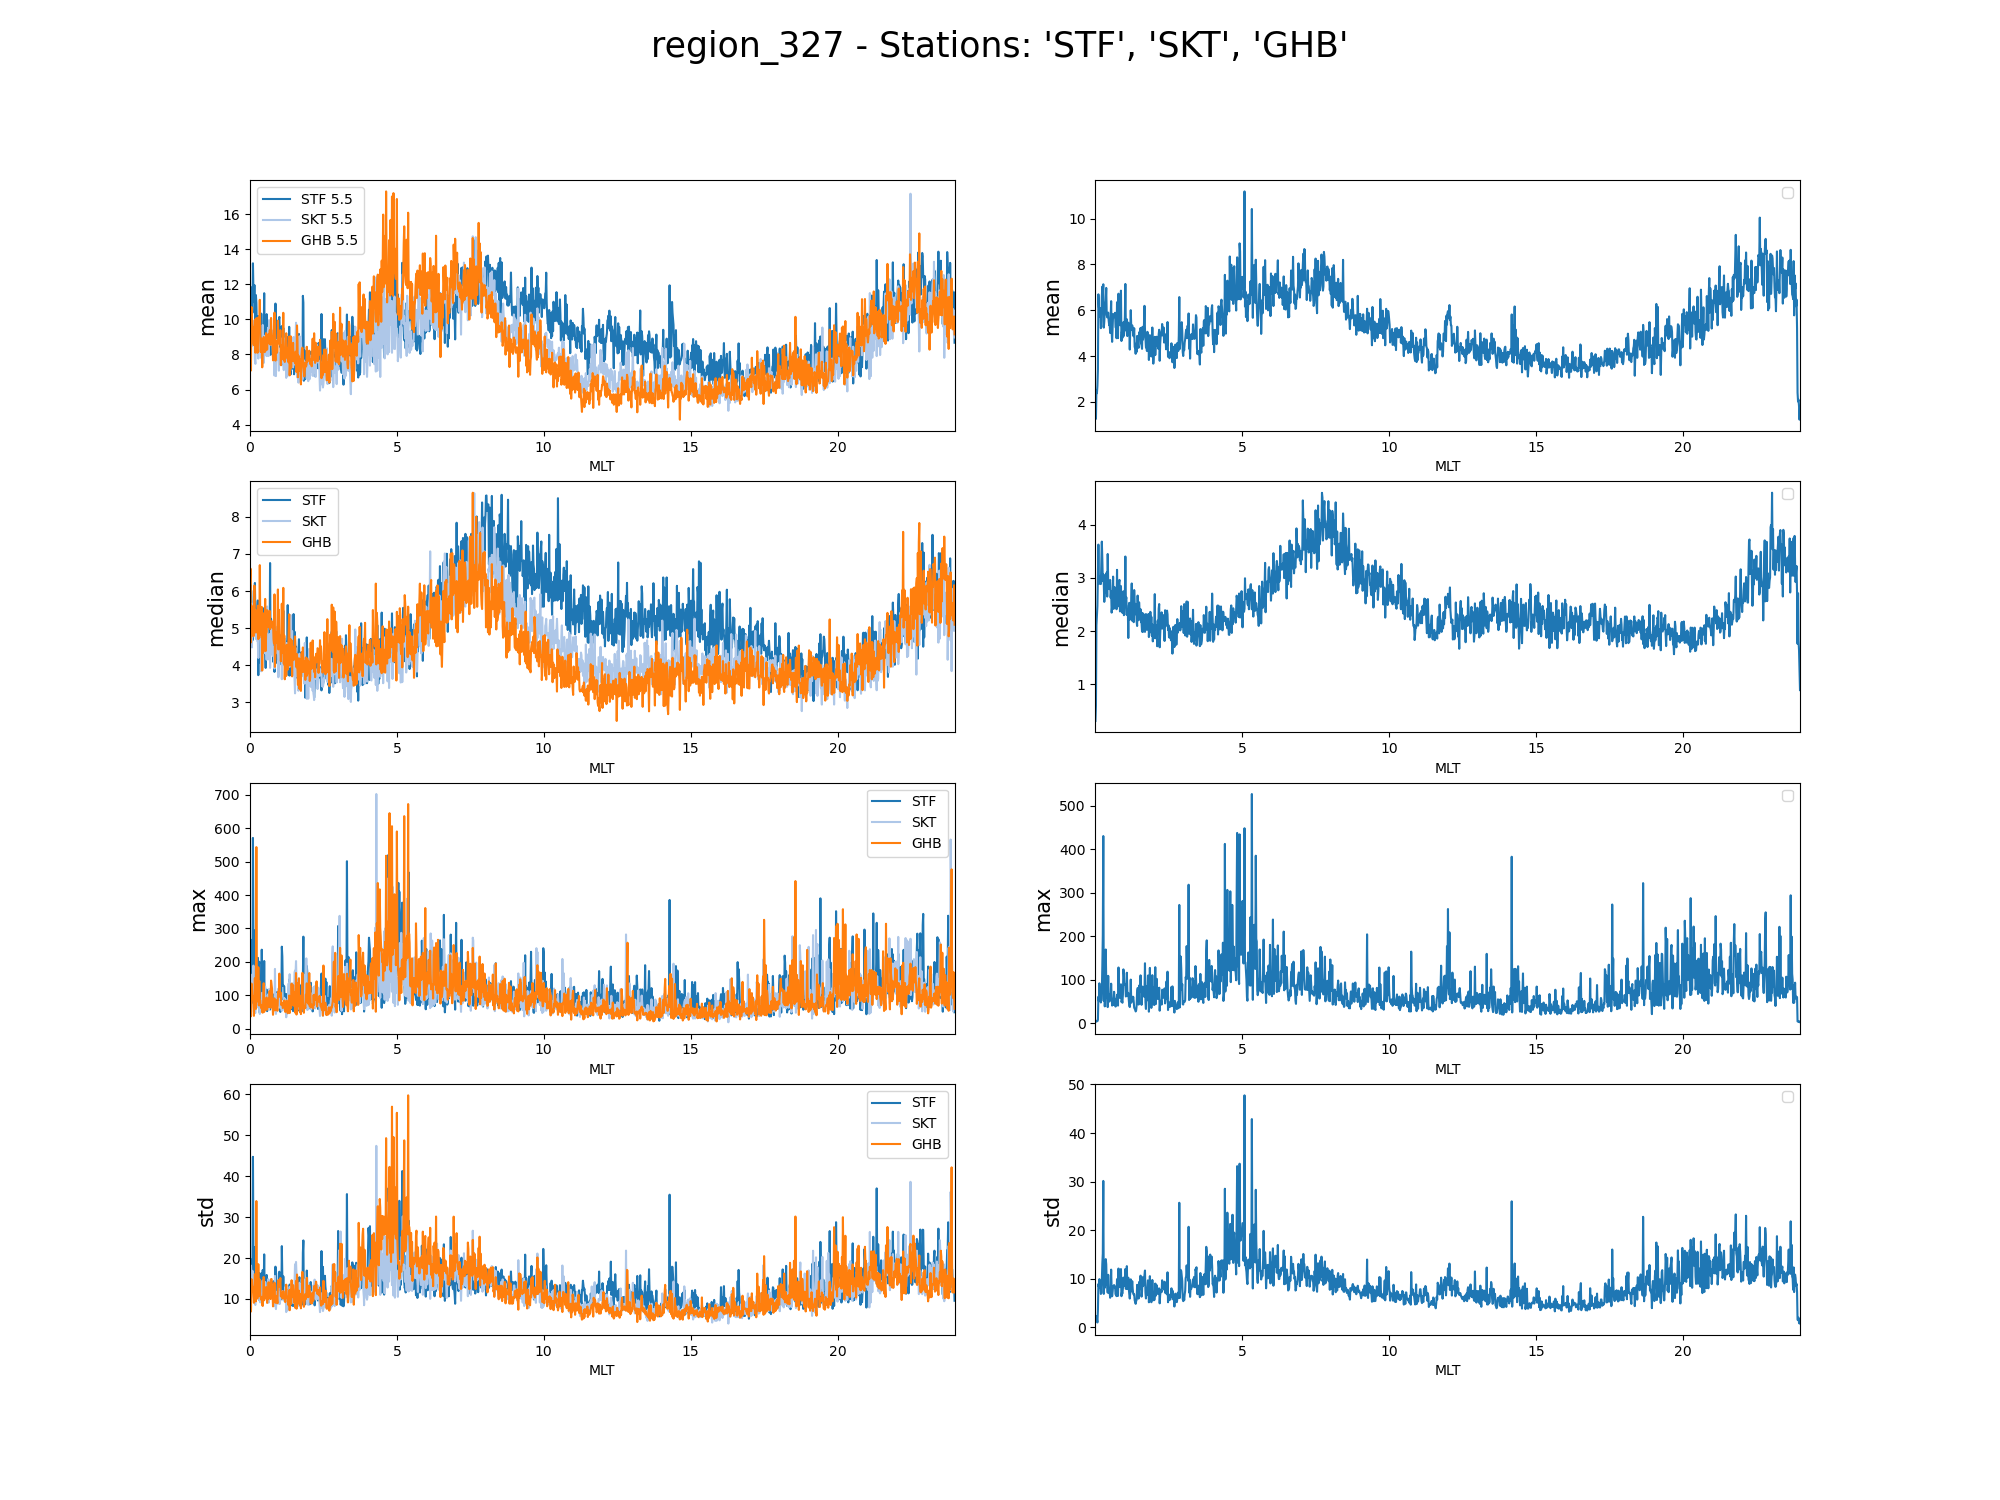 region_327 - Stations: 'STF', 'SKT', 'GHB'
mean
16
14
12
10
8
6
4
STF 5.5
SKT 5.5
GHB 5.5
0 5 10 15 20
MLT
mean
10
8
6
4
2
5 10 15 20
MLT
median
8
7
6
5
4
3
STF
SKT
GHB
0 5 10 15 20
MLT
median
4
3
2
1
5 10 15 20
MLT
max
700
600
500
400
300
200
100
0
STF
SKT
GHB
0 5 10 15 20
MLT
max
500
400
300
200
100
0
5 10 15 20
MLT
std
60
50
40
30
20
10
STF
SKT
GHB
0 5 10 15 20
MLT
std
50
40
30
20
10
0
5 10 15 20
MLT